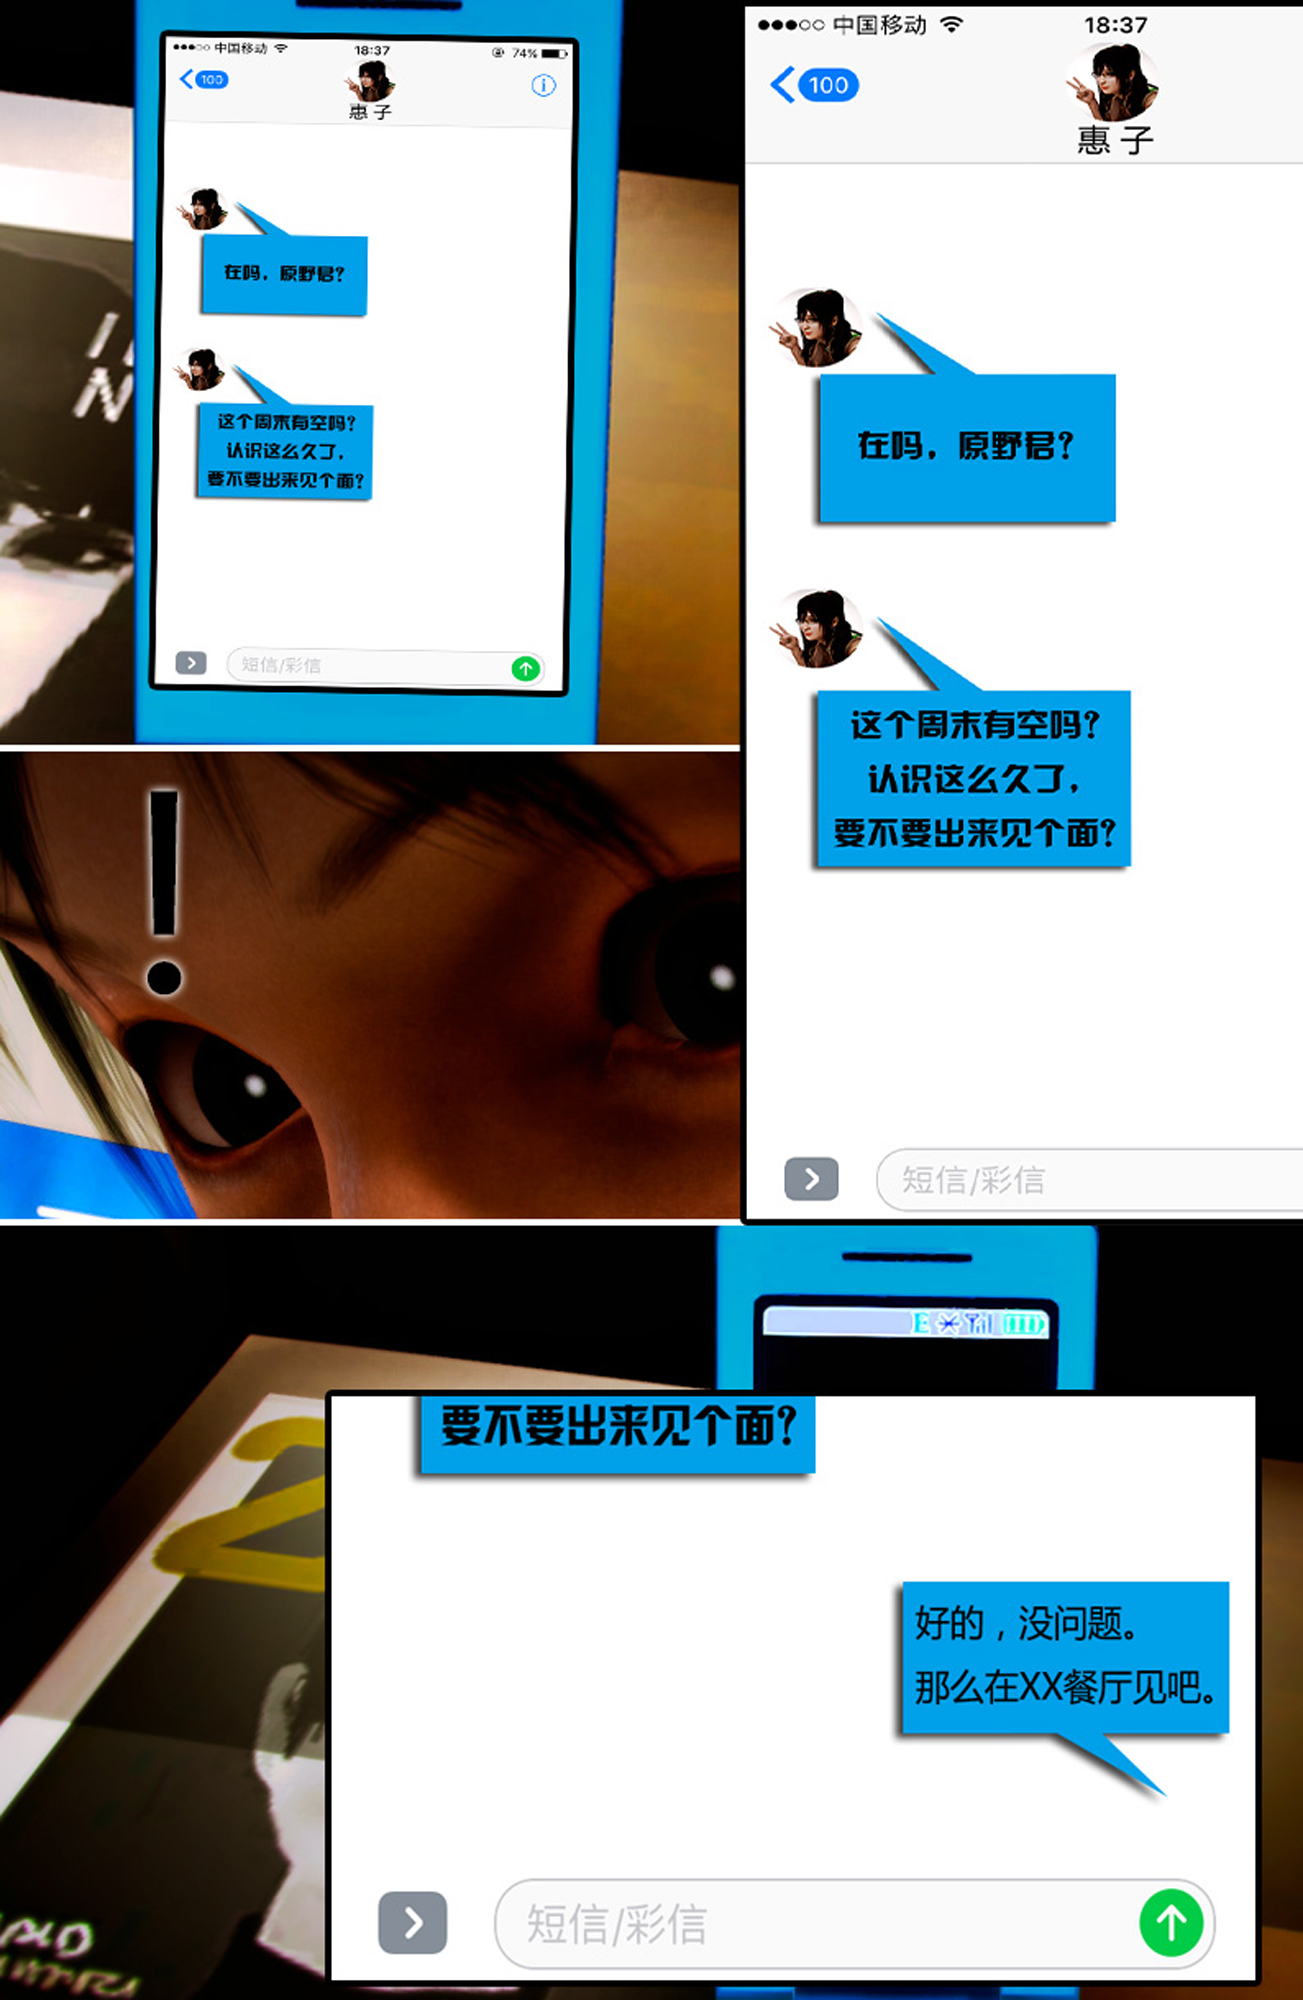 中国移动 18:37 74%
100
惠子
在吗，原野君？
这个周末有空吗？
认识这么久了，
要不要出来见个面？
短信/彩信
中国移动 18:37
100
惠子
在吗，原野君？
这个周末有空吗？
认识这么久了，
要不要出来见个面？
短信/彩信
!
E
2
要不要出来见个面？
好的，没问题。
那么在XX餐厅见吧。
短信/彩信